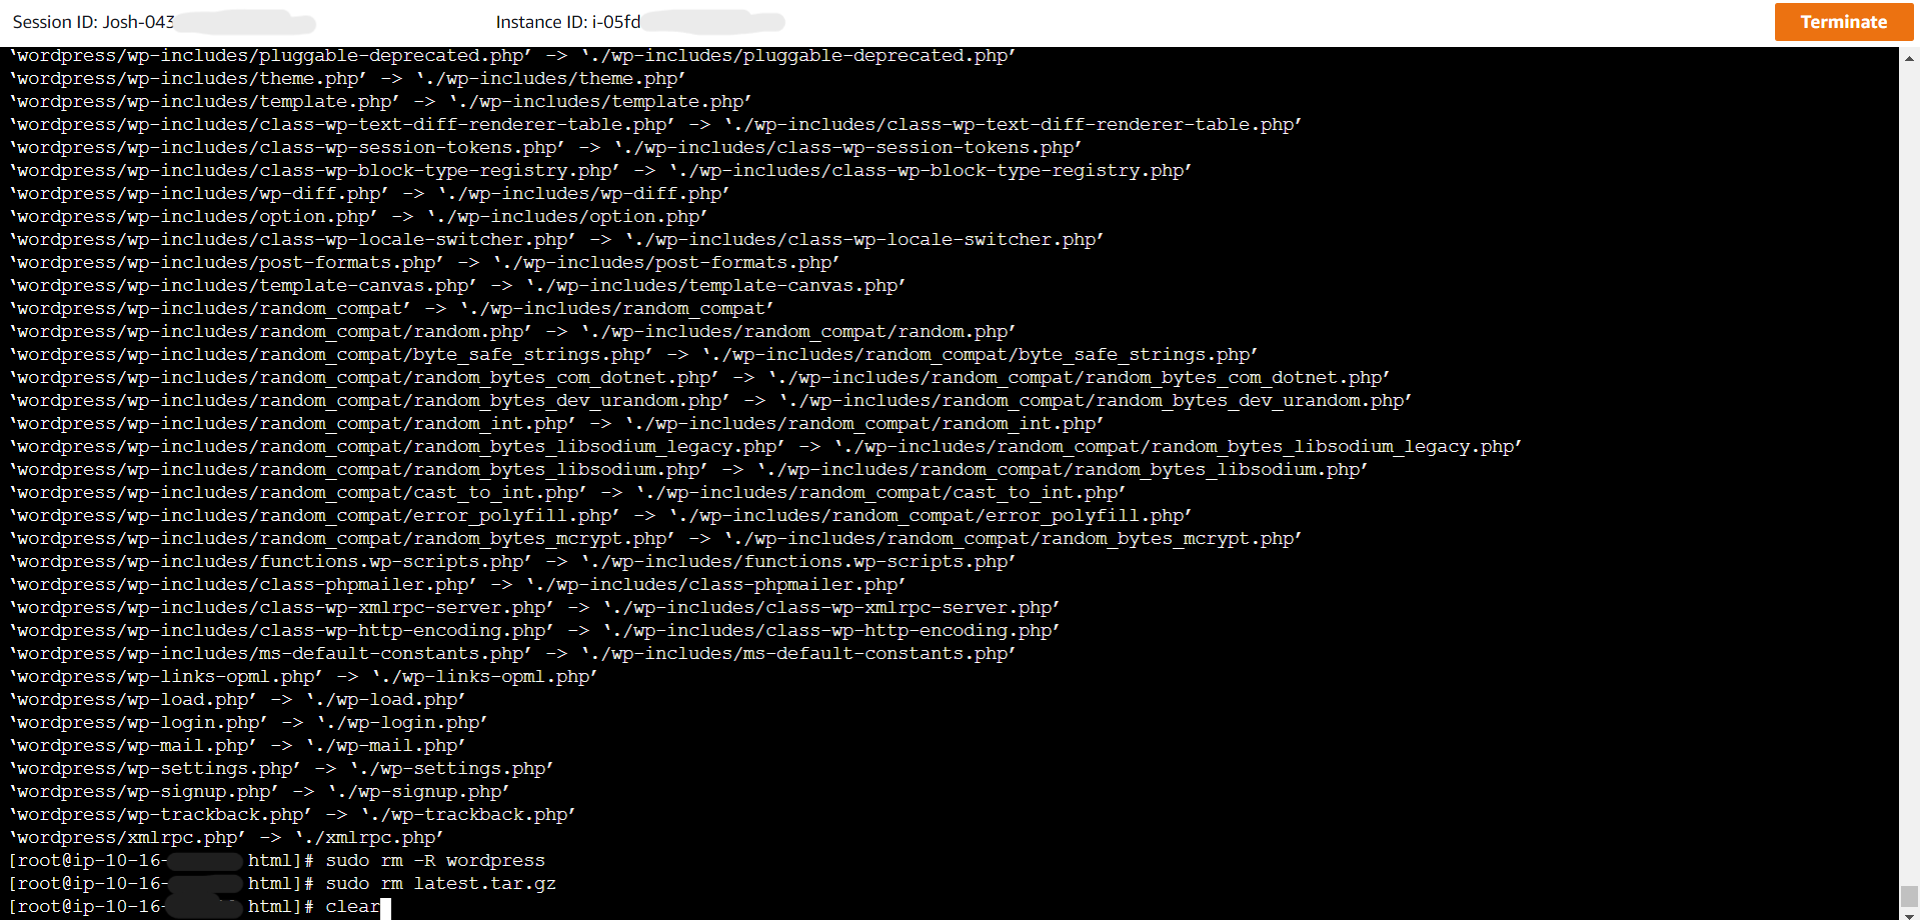 Session ID: Josh-043 Instance ID: i-05fd Terminate
‘wordpress/wp-includes/pluggable-deprecated.php’ -> ‘./wp-includes/pluggable-deprecated.php’
‘wordpress/wp-includes/theme.php’ -> ‘./wp-includes/theme.php’
‘wordpress/wp-includes/template.php’ -> ‘./wp-includes/template.php’
‘wordpress/wp-includes/class-wp-text-diff-renderer-table.php’ -> ‘./wp-includes/class-wp-text-diff-renderer-table.php’
‘wordpress/wp-includes/class-wp-session-tokens.php’ -> ‘./wp-includes/class-wp-session-tokens.php’
‘wordpress/wp-includes/class-wp-block-type-registry.php’ -> ‘./wp-includes/class-wp-block-type-registry.php’
‘wordpress/wp-includes/wp-diff.php’ -> ‘./wp-includes/wp-diff.php’
‘wordpress/wp-includes/option.php’ -> ‘./wp-includes/option.php’
‘wordpress/wp-includes/class-wp-locale-switcher.php’ -> ‘./wp-includes/class-wp-locale-switcher.php’
‘wordpress/wp-includes/post-formats.php’ -> ‘./wp-includes/post-formats.php’
‘wordpress/wp-includes/template-canvas.php’ -> ‘./wp-includes/template-canvas.php’
‘wordpress/wp-includes/random_compat’ -> ‘./wp-includes/random_compat’
‘wordpress/wp-includes/random_compat/random.php’ -> ‘./wp-includes/random_compat/random.php’
‘wordpress/wp-includes/random_compat/byte_safe_strings.php’ -> ‘./wp-includes/random_compat/byte_safe_strings.php’
‘wordpress/wp-includes/random_compat/random_bytes_com_dotnet.php’ -> ‘./wp-includes/random_compat/random_bytes_com_dotnet.php’
‘wordpress/wp-includes/random_compat/random_bytes_dev_urandom.php’ -> ‘./wp-includes/random_compat/random_bytes_dev_urandom.php’
‘wordpress/wp-includes/random_compat/random_int.php’ -> ‘./wp-includes/random_compat/random_int.php’
‘wordpress/wp-includes/random_compat/random_bytes_libsodium_legacy.php’ -> ‘./wp-includes/random_compat/random_bytes_libsodium_legacy.php’
‘wordpress/wp-includes/random_compat/random_bytes_libsodium.php’ -> ‘./wp-includes/random_compat/random_bytes_libsodium.php’
‘wordpress/wp-includes/random_compat/cast_to_int.php’ -> ‘./wp-includes/random_compat/cast_to_int.php’
‘wordpress/wp-includes/random_compat/error_polyfill.php’ -> ‘./wp-includes/random_compat/error_polyfill.php’
‘wordpress/wp-includes/random_compat/random_bytes_mcrypt.php’ -> ‘./wp-includes/random_compat/random_bytes_mcrypt.php’
‘wordpress/wp-includes/functions.wp-scripts.php’ -> ‘./wp-includes/functions.wp-scripts.php’
‘wordpress/wp-includes/class-phpmailer.php’ -> ‘./wp-includes/class-phpmailer.php’
‘wordpress/wp-includes/class-wp-xmlrpc-server.php’ -> ‘./wp-includes/class-wp-xmlrpc-server.php’
‘wordpress/wp-includes/class-wp-http-encoding.php’ -> ‘./wp-includes/class-wp-http-encoding.php’
‘wordpress/wp-includes/ms-default-constants.php’ -> ‘./wp-includes/ms-default-constants.php’
‘wordpress/wp-links-opml.php’ -> ‘./wp-links-opml.php’
‘wordpress/wp-load.php’ -> ‘./wp-load.php’
‘wordpress/wp-login.php’ -> ‘./wp-login.php’
‘wordpress/wp-mail.php’ -> ‘./wp-mail.php’
‘wordpress/wp-settings.php’ -> ‘./wp-settings.php’
‘wordpress/wp-signup.php’ -> ‘./wp-signup.php’
‘wordpress/wp-trackback.php’ -> ‘./wp-trackback.php’
‘wordpress/xmlrpc.php’ -> ‘./xmlrpc.php’
[root@ip-10-16- html]# sudo rm -R wordpress
[root@ip-10-16- html]# sudo rm latest.tar.gz
[root@ip-10-16- html]# clear